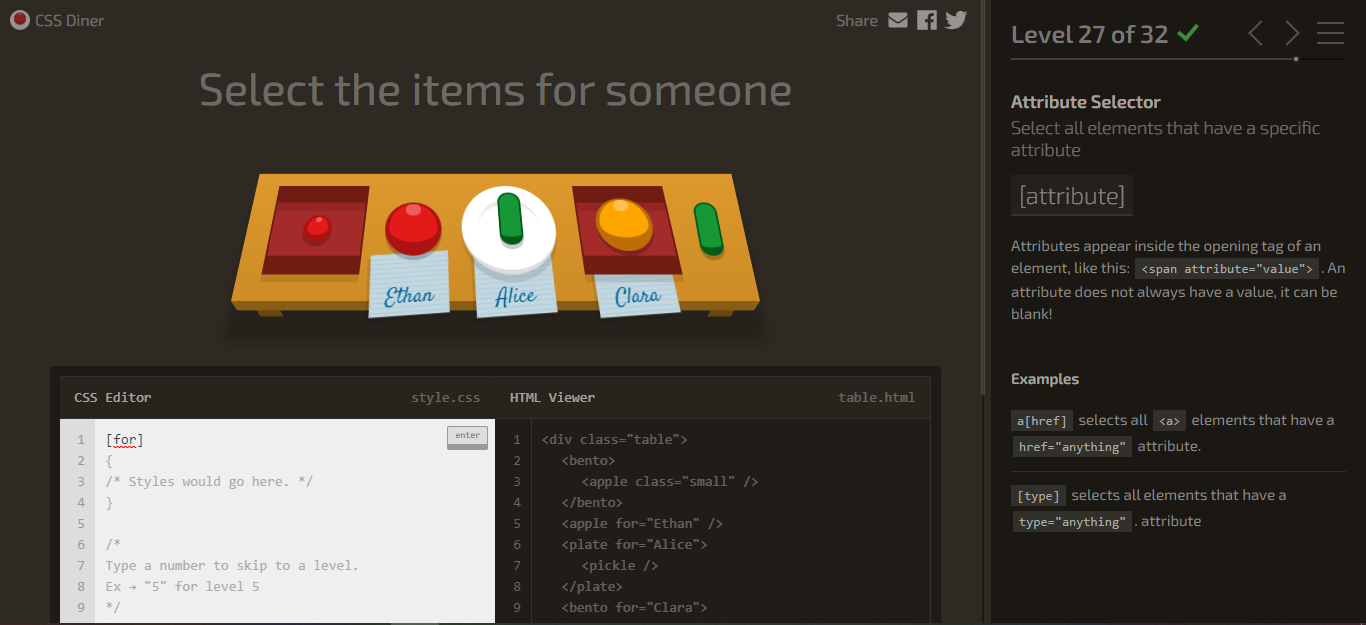 CSS Diner
Share
Select the items for someone
Ethan
Alice
Clara
CSS Editor
style.css
HTML Viewer
table.html
1
2
3
4
5
6
7
8
9
[for]
enter
{
/* Styles would go here. */
}
/*
Type a number to skip to a level.
Ex → "5" for level 5
*/
1
2
3
4
5
6
7
8
9
<div class="table">
<bento>
<apple class="small" />
</bento>
<apple for="Ethan" />
<plate for="Alice">
<pickle />
</plate>
<bento for="Clara">
Level 27 of 32
Attribute Selector
Select all elements that have a specific
attribute
[attribute]
Attributes appear inside the opening tag of an
element, like this: <span attribute="value"> . An
attribute does not always have a value, it can be
blank!
Examples
a[href] selects all <a> elements that have a
href="anything" attribute.
[type] selects all elements that have a
type="anything" . attribute